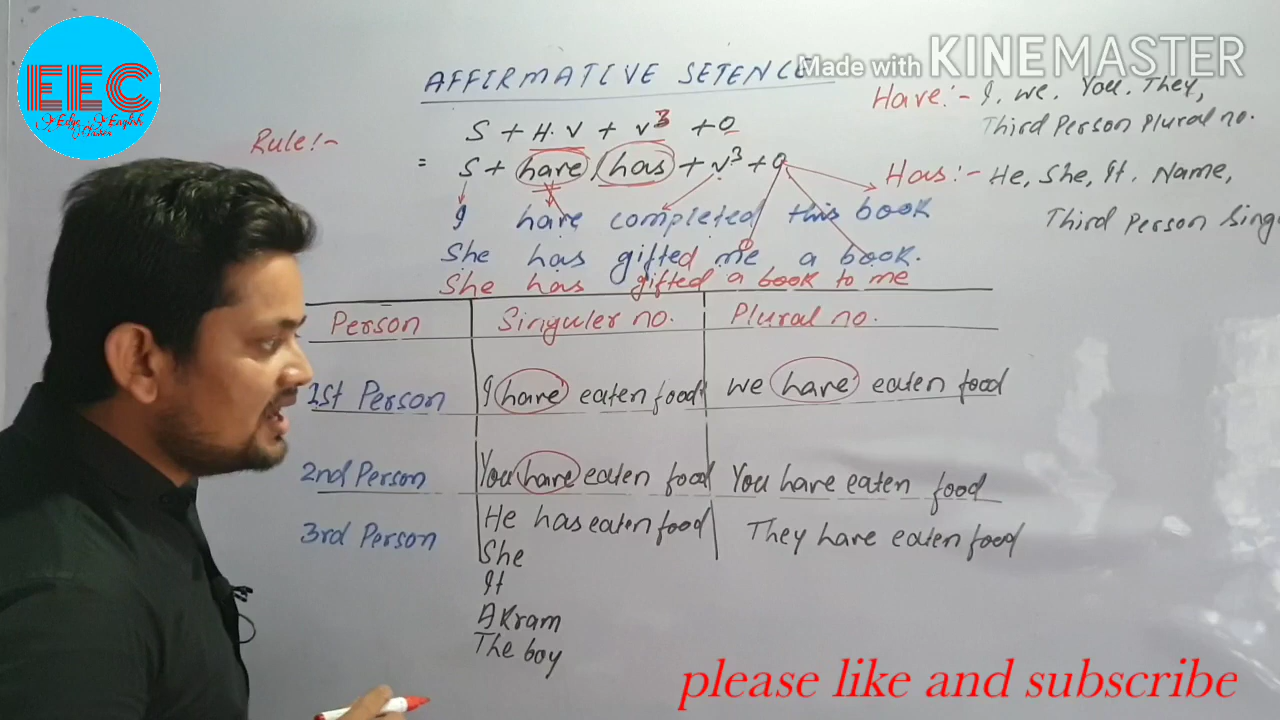 EEC
Made with KINEMASTER
AFFIRMATIVE SETENCE
Have:- I, we, You, They,
Third Person Plural no.
Rule:-
S + H.V + V3 + O
= S + have / has + v3 + O
Has:- He, She, It, Name,
Third Person Singu
I have completed this book
She has gifted me a book.
She has gifted a book to me
Person Singuler no. Plural no.
1st Person I have eaten food we have eaten food
2nd Person You have eaten food You have eaten food
3rd Person He has eaten food They have eaten food
She
It
Akram
The boy
please like and subscribe